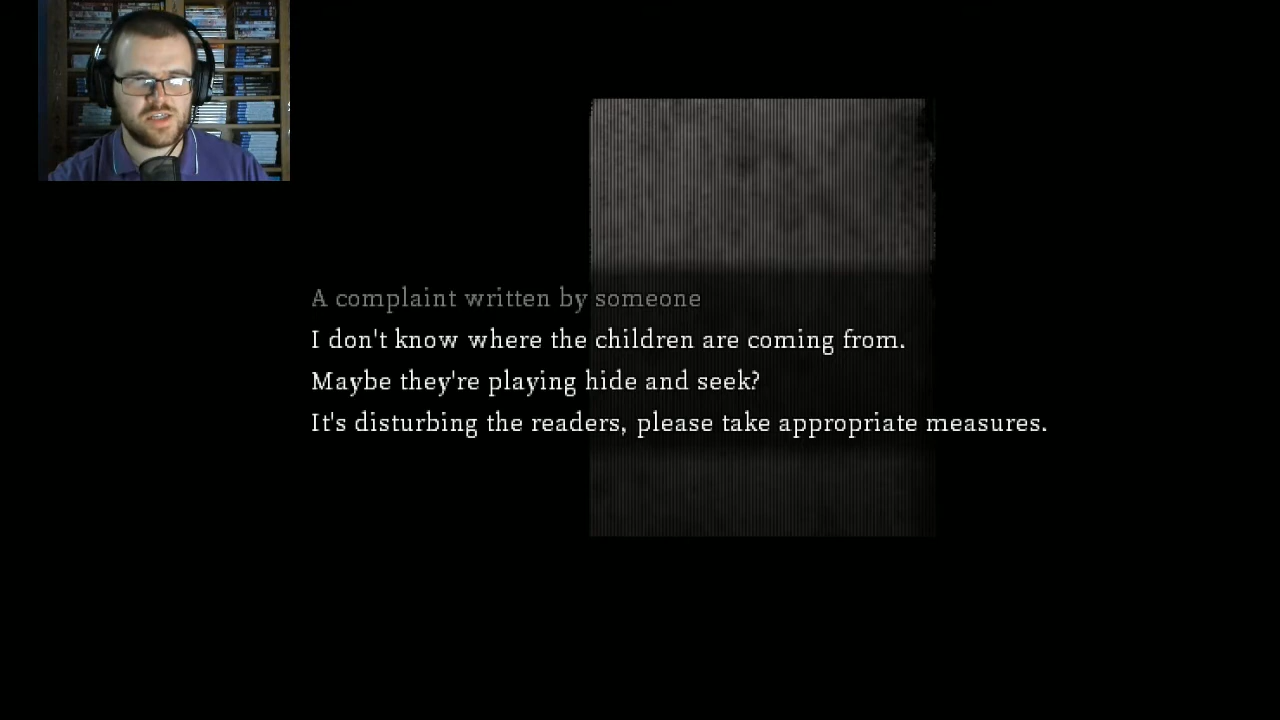 A complaint written by someone
I don't know where the children are coming from.
Maybe they're playing hide and seek?
It's disturbing the readers, please take appropriate measures.